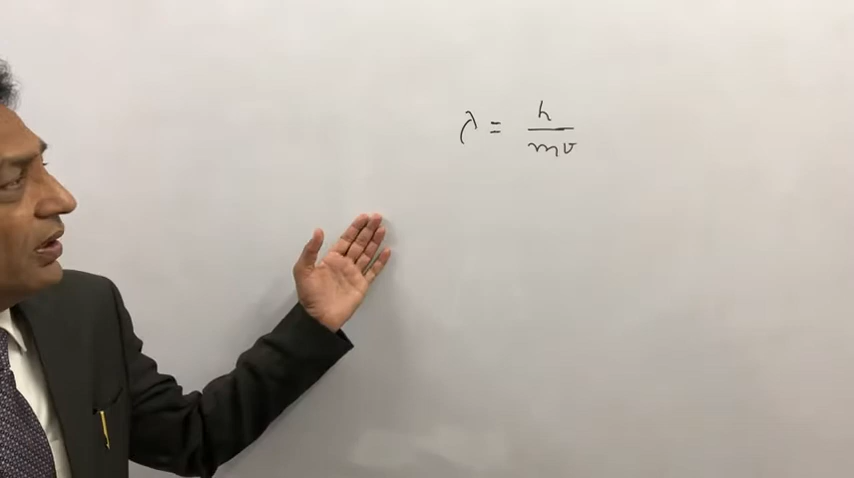 λ = h/mv